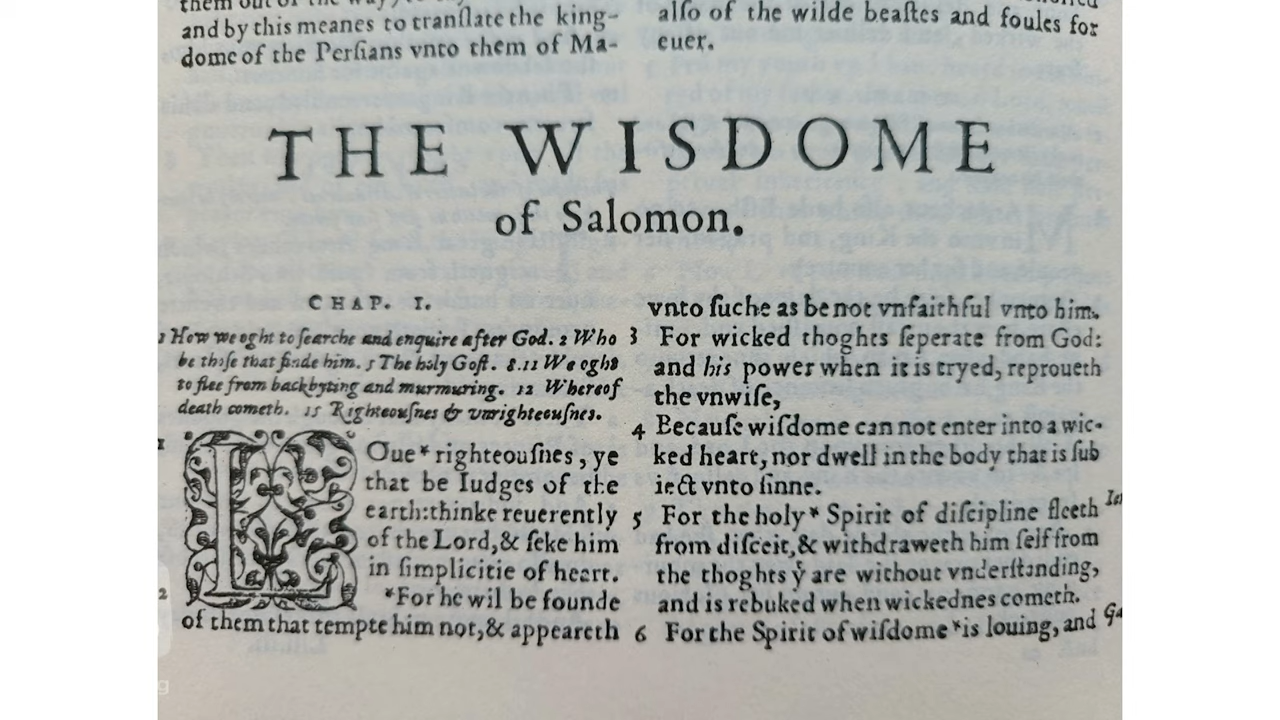 and by this meanes to tranſlate the king-
dome of the Perſians vnto them of Ma-
alſo of the wilde beaſtes and foules for
euer.
THE WISDOME
of Salomon.
CHAP. I.
1 How we oght to ſearche and enquire after God. 2 Who
be thoſe that finde him. 5 The holy Goſt. 8.11 We oght
to flee from backbyting and murmuring. 12 Whereof
death cometh. 15 Righteouſnes & vnrighteouſnes.
1 LOue* righteouſnes, ye
that be Iudges of the
earth:thinke reuerently
of the Lord,& ſeke him
in ſimplicitie of heart.
2 *For he wil be founde
of them that tempte him not,& appeareth
vnto ſuche as be not vnfaithful vnto him.
3 For wicked thoghts ſeperate from God:
and his power when it is tryed, reproueth
the vnwiſe,
4 Becauſe wiſdome can not enter into a wic-
ked heart, nor dwell in the body that is ſub
iect vnto ſinne.
5 For the holy* Spirit of diſcipline fleeth
from diſceit,& withdraweth him ſelf from
the thoghts ẏ are without vnderſtanding,
and is rebuked when wickednes cometh.
6 For the Spirit of wiſdome *is louing, and